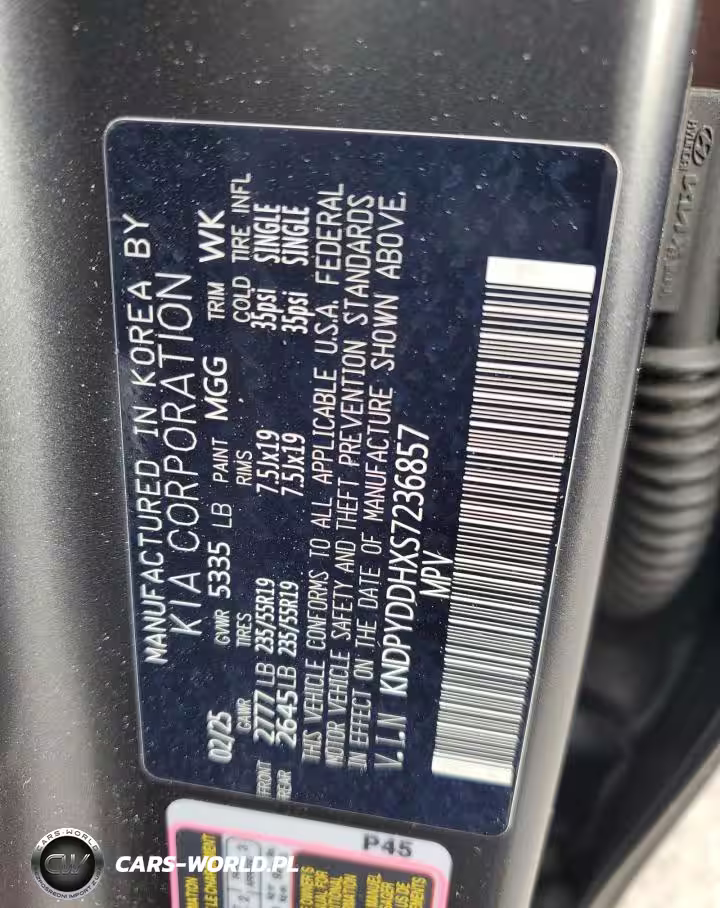 MANUFACTURED IN KOREA BY
KIA CORPORATION
02/25 GVWR 5335 LB PAINT MGG TRIM WK
GAWR TIRES RIMS COLD TIRE INFL
FRONT 2777 LB 235/55R19 7.5Jx19 35psi SINGLE
REAR 2645 LB 235/55R19 7.5Jx19 35psi SINGLE
THIS VEHICLE CONFORMS TO ALL APPLICABLE U.S.A. FEDERAL
MOTOR VEHICLE SAFETY AND THEFT PREVENTION STANDARDS
IN EFFECT ON THE DATE OF MANUFACTURE SHOWN ABOVE.
V.I.N KNDPYDDHXS7236857
MPV
P45
CARS-WORLD
CW
CARS-WORLD.PL